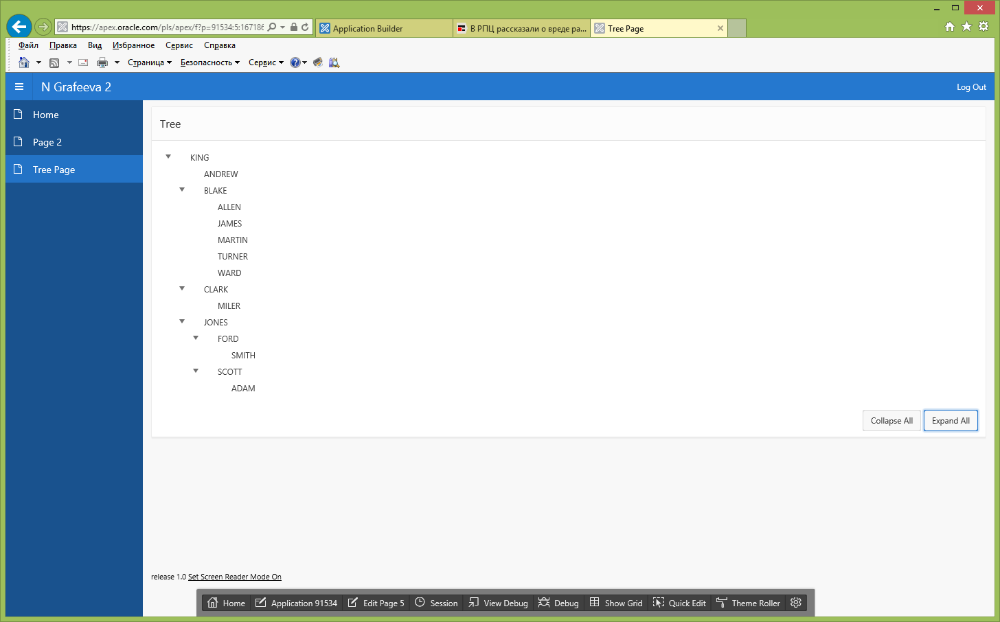 https://apex.oracle.com/pls/apex/f?p=91534:5:167186
Application Builder
В РПЦ рассказали о вреде ра...
Tree Page
Файл Правка Вид Избранное Сервис Справка
Страница Безопасность Сервис
N Grafeeva 2
Log Out
Home
Page 2
Tree Page
Tree
KING
ANDREW
BLAKE
ALLEN
JAMES
MARTIN
TURNER
WARD
CLARK
MILER
JONES
FORD
SMITH
SCOTT
ADAM
Collapse All Expand All
release 1.0 Set Screen Reader Mode On
Home Application 91534 Edit Page 5 Session View Debug Debug Show Grid Quick Edit Theme Roller